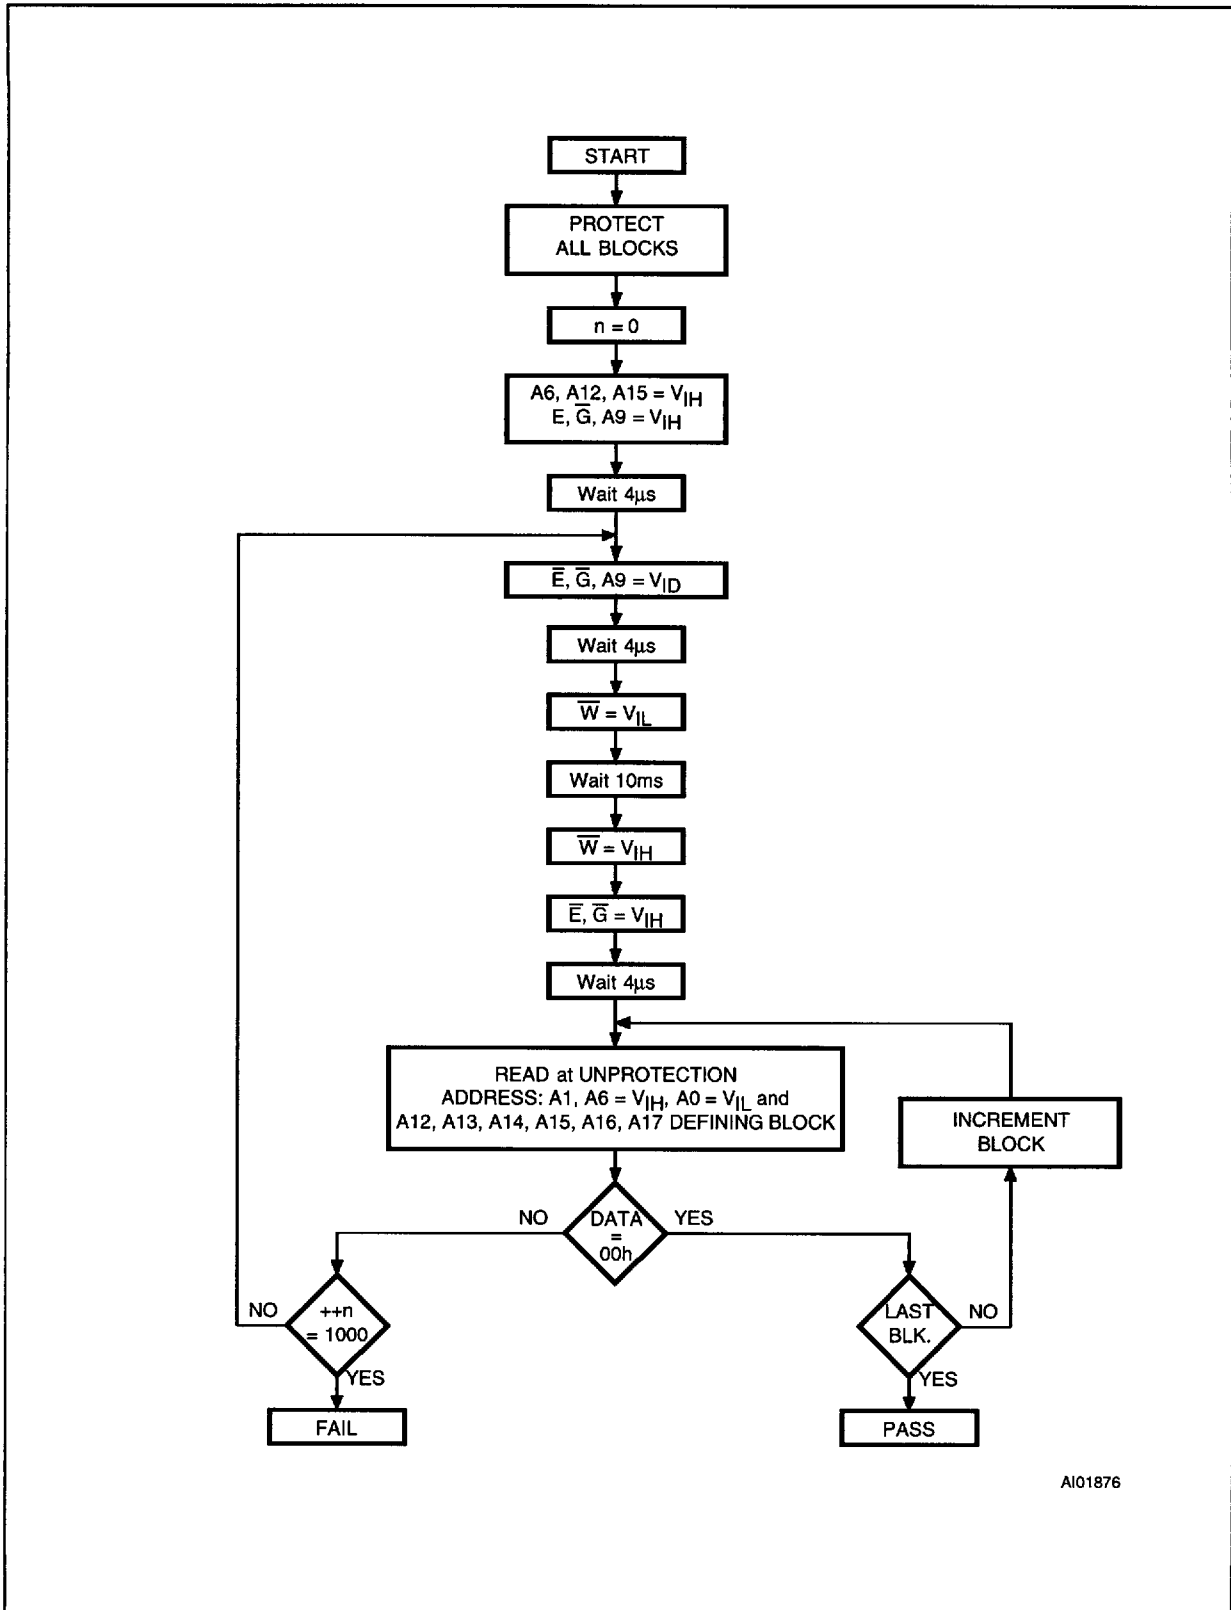 START
PROTECT
ALL BLOCKS
n = 0
A6, A12, A15 = VIH
E, G̅, A9 = VIH
Wait 4µs
E̅, G̅, A9 = VID
Wait 4µs
W̅ = VIL
Wait 10ms
W̅ = VIH
E̅, G̅ = VIH
Wait 4µs
READ at UNPROTECTION
ADDRESS: A1, A6 = VIH, A0 = VIL and
A12, A13, A14, A15, A16, A17 DEFINING BLOCK
INCREMENT
BLOCK
NO
DATA
=
00h
YES
NO
++n
= 1000
YES
LAST
BLK.
NO
YES
FAIL
PASS
AI01876